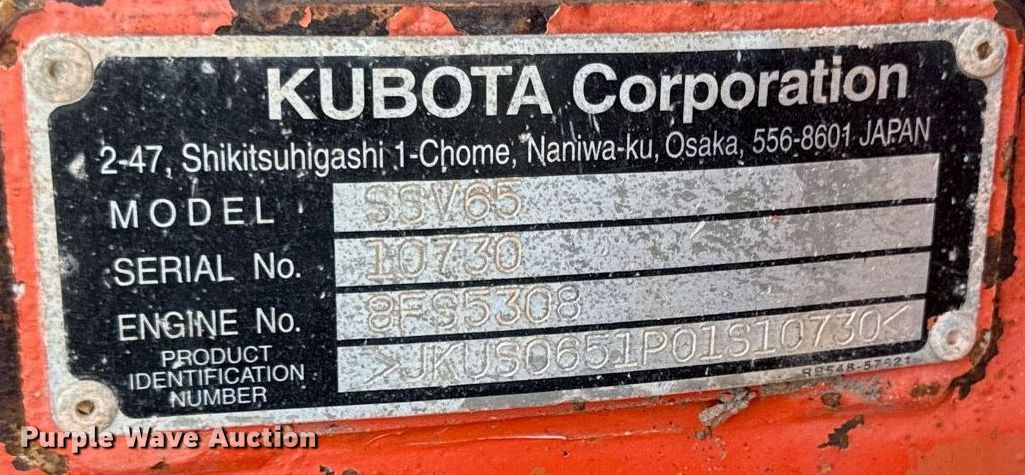 KUBOTA Corporation
2-47, Shikitsuhigashi 1-Chome, Naniwa-ku, Osaka, 556-8601 JAPAN
MODEL SSV65
SERIAL No. 10730
ENGINE No. 8FS5308
PRODUCT IDENTIFICATION NUMBER >JKUS0651P01S10730<
Purple Wave Auction